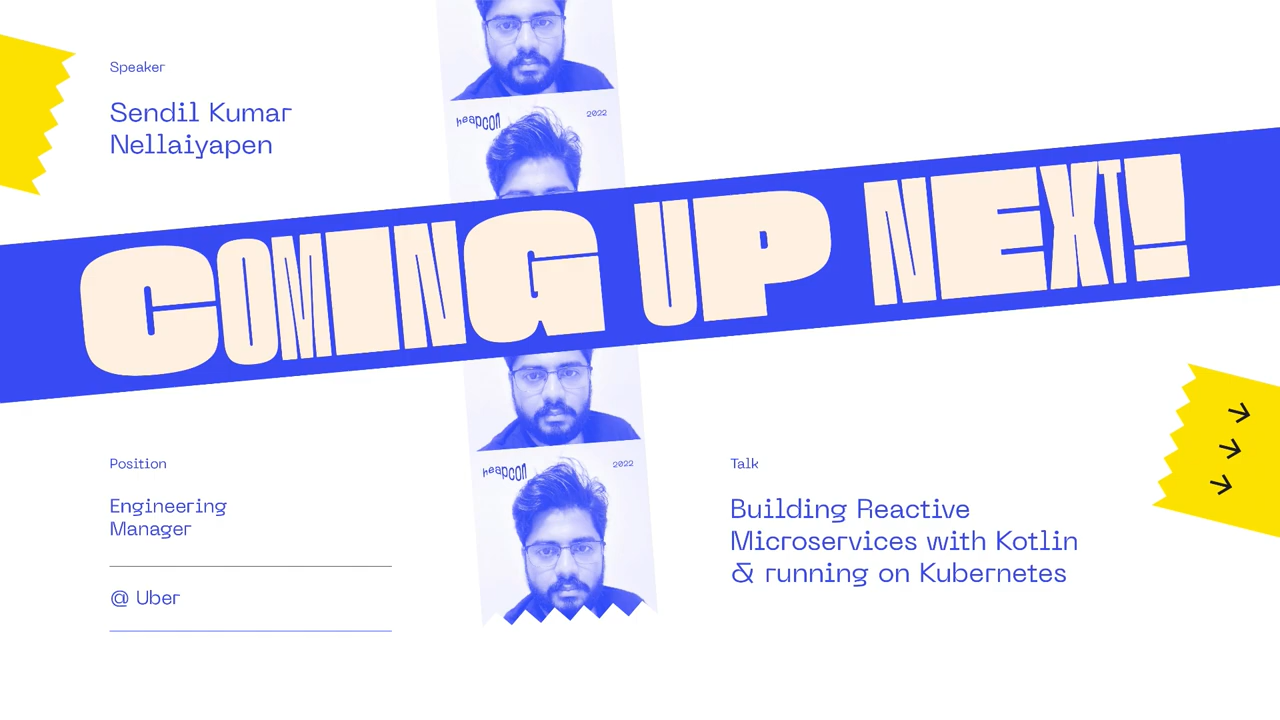 Speaker
Sendil Kumar
Nellaiyapen
heapcon
2022
COMING UP NEXT!
Position
Engineering
Manager
@ Uber
heapcon
2022
Talk
Building Reactive
Microservices with Kotlin
& running on Kubernetes